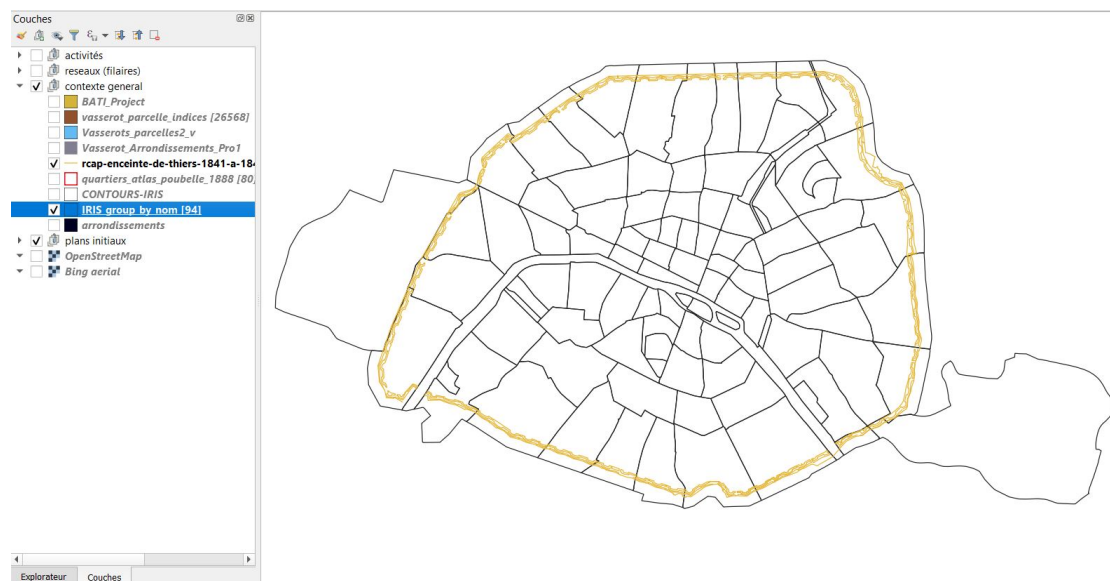 Couches
activités
reseaux (filaires)
contexte general
BATI_Project
vasserot_parcelle_indices [26568]
Vasserots_parcelles2_v
Vasserot_Arrondissements_Pro1
rcap-enceinte-de-thiers-1841-a-184
quartiers_atlas_poubelle_1888 [80]
CONTOURS-IRIS
IRIS_group_by_nom [94]
arrondissements
plans initiaux
OpenStreetMap
Bing aerial
Explorateur
Couches